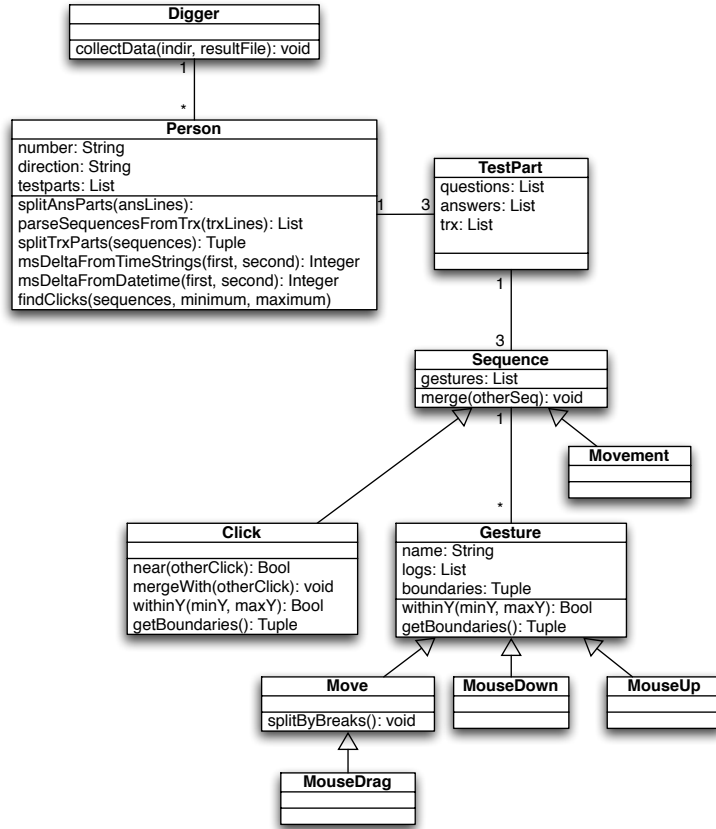 Digger
collectData(indir, resultFile): void
1
*
Person
number: String
direction: String
testparts: List
splitAnsParts(ansLines):
parseSequencesFromTrx(trxLines): List
splitTrxParts(sequences): Tuple
msDeltaFromTimeStrings(first, second): Integer
msDeltaFromDatetime(first, second): Integer
findClicks(sequences, minimum, maximum)
1
3
TestPart
questions: List
answers: List
trx: List
1
3
Sequence
gestures: List
merge(otherSeq): void
1
*
Movement
Click
near(otherClick): Bool
mergeWith(otherClick): void
withinY(minY, maxY): Bool
getBoundaries(): Tuple
Gesture
name: String
logs: List
boundaries: Tuple
withinY(minY, maxY): Bool
getBoundaries(): Tuple
Move
splitByBreaks(): void
MouseDown
MouseUp
MouseDrag